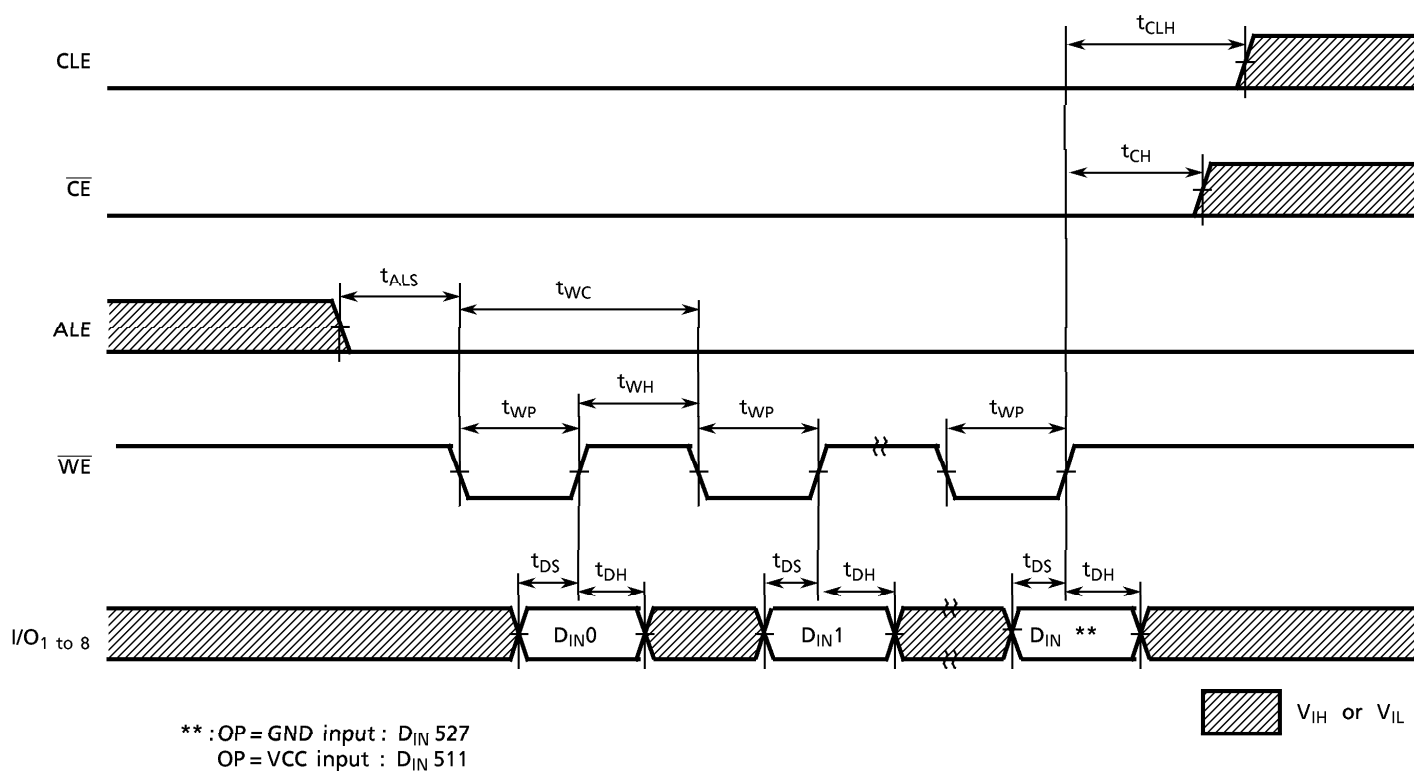 tCLH
CLE
tCH
CE
tALS
tWC
ALE
tWH
tWP
tWP
tWP
WE
tDS
tDH
tDS
tDH
tDS
tDH
I/O1 to 8
DIN0
DIN1
DIN **
VIH or VIL
** : OP = GND input : DIN 527
OP = VCC input : DIN 511